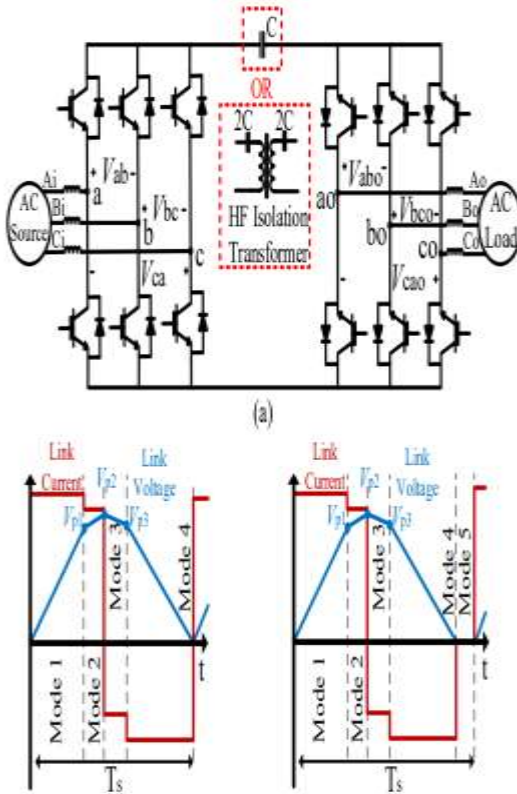 C
OR
2C 2C
HF Isolation
Transformer
AC
Source
Ai
Bi
Ci
+ Vab -
a
+
Vbc -
b
c
-
Vca
+
ao
+
Vabo -
+
Vbco -
bo
co
-
Vcao
+
Ao
Bo
Co
AC
Load
(a)
Link
Current
Vp1
Vp2
Vp3
Link
Voltage
Mode 1
Mode 2
Mode 3
Mode 4
t
Ts
Link
Current
Vp1
Vp2
Vp3
Link
Voltage
Mode 1
Mode 2
Mode 3
Mode 4
Mode 5
t
Ts